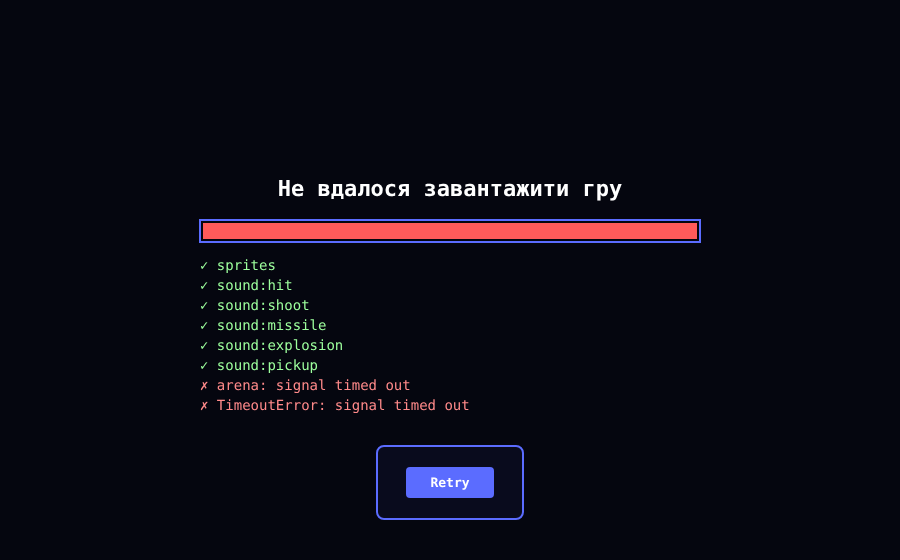 Не вдалося завантажити гру
✓ sprites
✓ sound:hit
✓ sound:shoot
✓ sound:missile
✓ sound:explosion
✓ sound:pickup
✗ arena: signal timed out
✗ TimeoutError: signal timed out
Retry